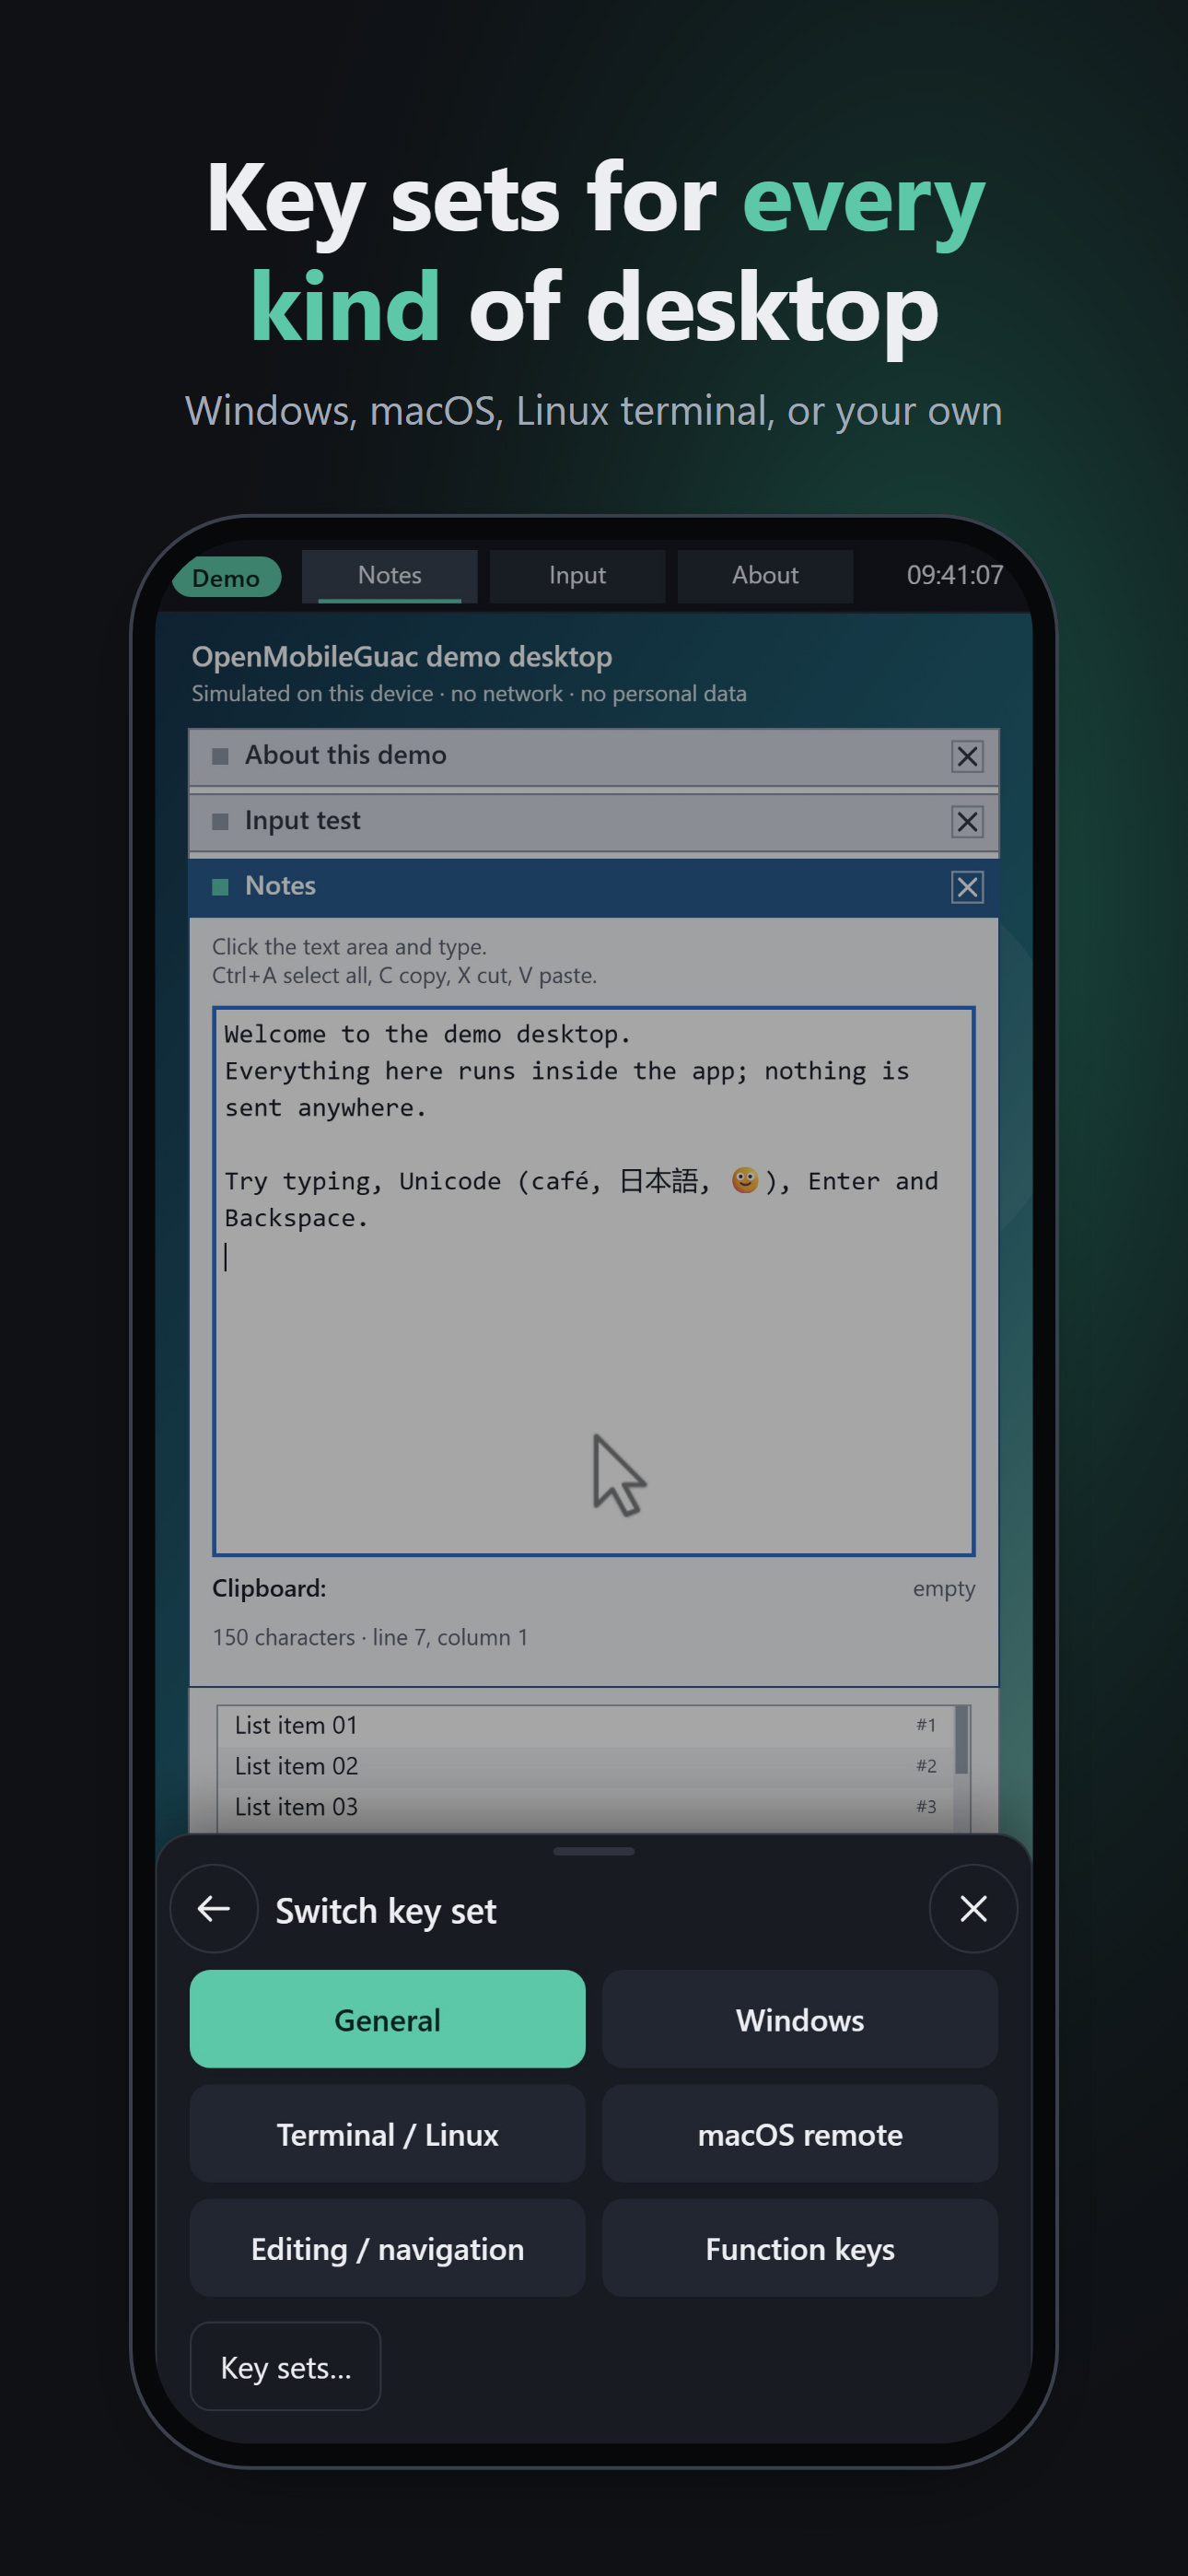 Key sets for every
kind of desktop
Windows, macOS, Linux terminal, or your own
Demo
Notes
Input
About
09:41:07
OpenMobileGuac demo desktop
Simulated on this device · no network · no personal data
About this demo
Input test
Notes
Click the text area and type.
Ctrl+A select all, C copy, X cut, V paste.
Welcome to the demo desktop.
Everything here runs inside the app; nothing is
sent anywhere.
Try typing, Unicode (café, 日本語, 🙂), Enter and
Backspace.
Clipboard: empty
150 characters · line 7, column 1
List item 01 #1
List item 02 #2
List item 03 #3
Switch key set
General
Windows
Terminal / Linux
macOS remote
Editing / navigation
Function keys
Key sets...